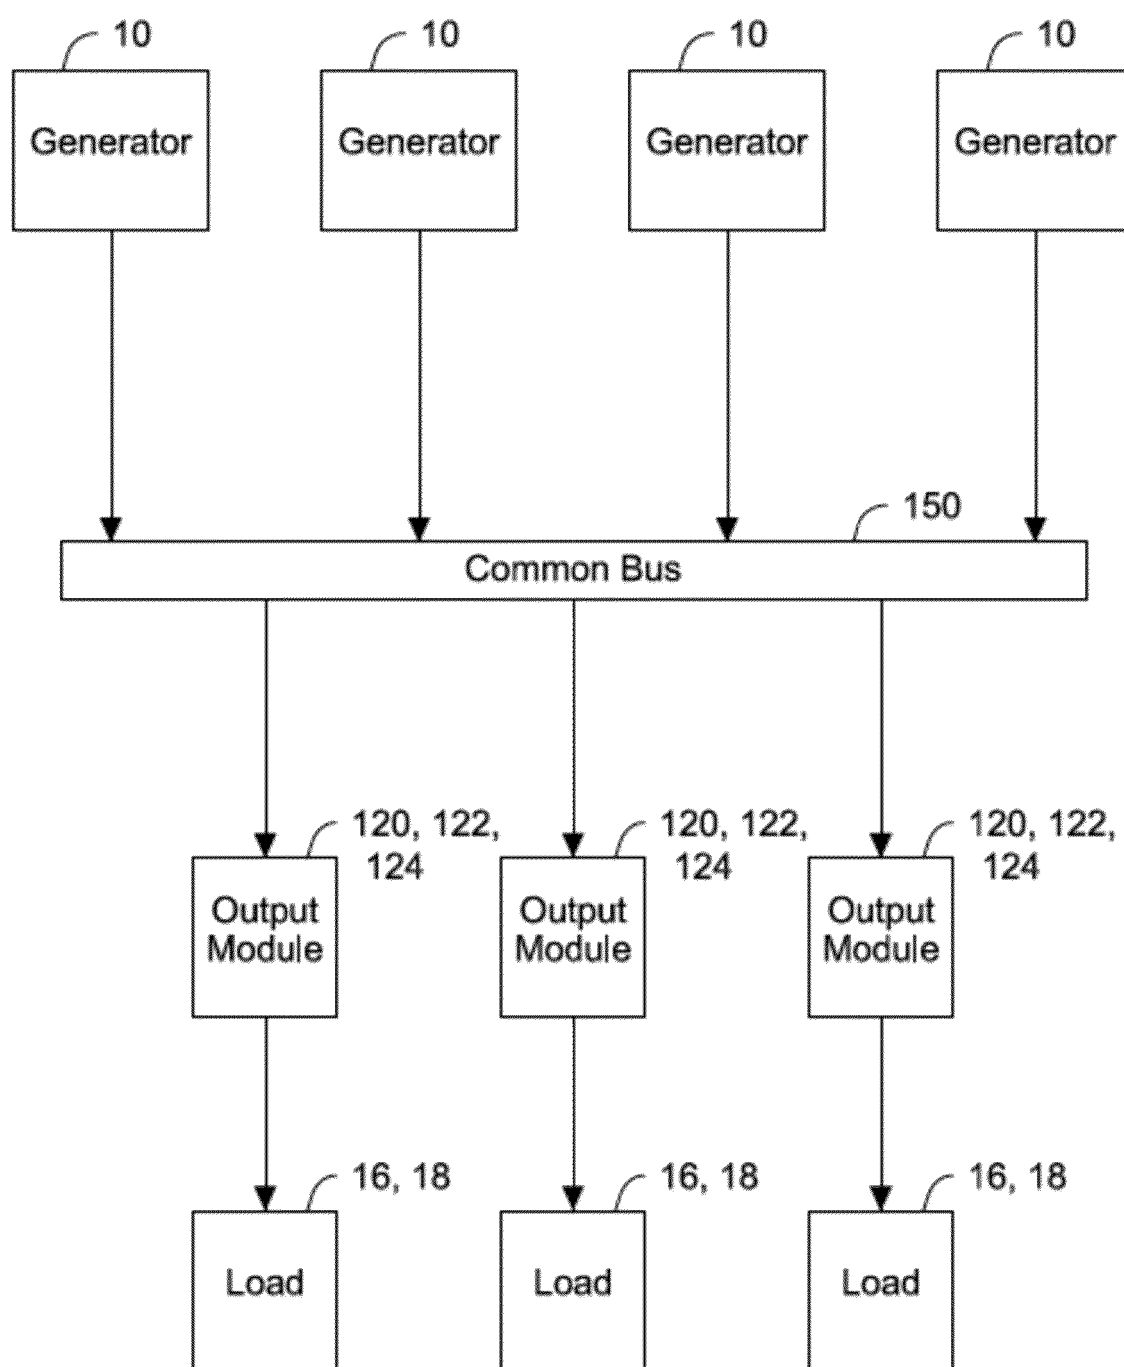 10 10 10 10
Generator Generator Generator Generator
150
Common Bus
120, 122, 120, 122, 120, 122,
124 124 124
Output Output Output
Module Module Module
16, 18 16, 18 16, 18
Load Load Load